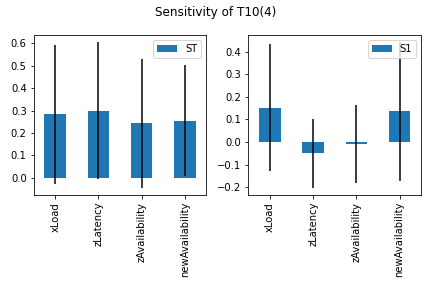 Sensitivity of T10(4)
ST
0.6
0.5
0.4
0.3
0.2
0.1
0.0
xLoad
zLatency
zAvailability
newAvailability
S1
0.4
0.3
0.2
0.1
0.0
−0.1
−0.2
xLoad
zLatency
zAvailability
newAvailability